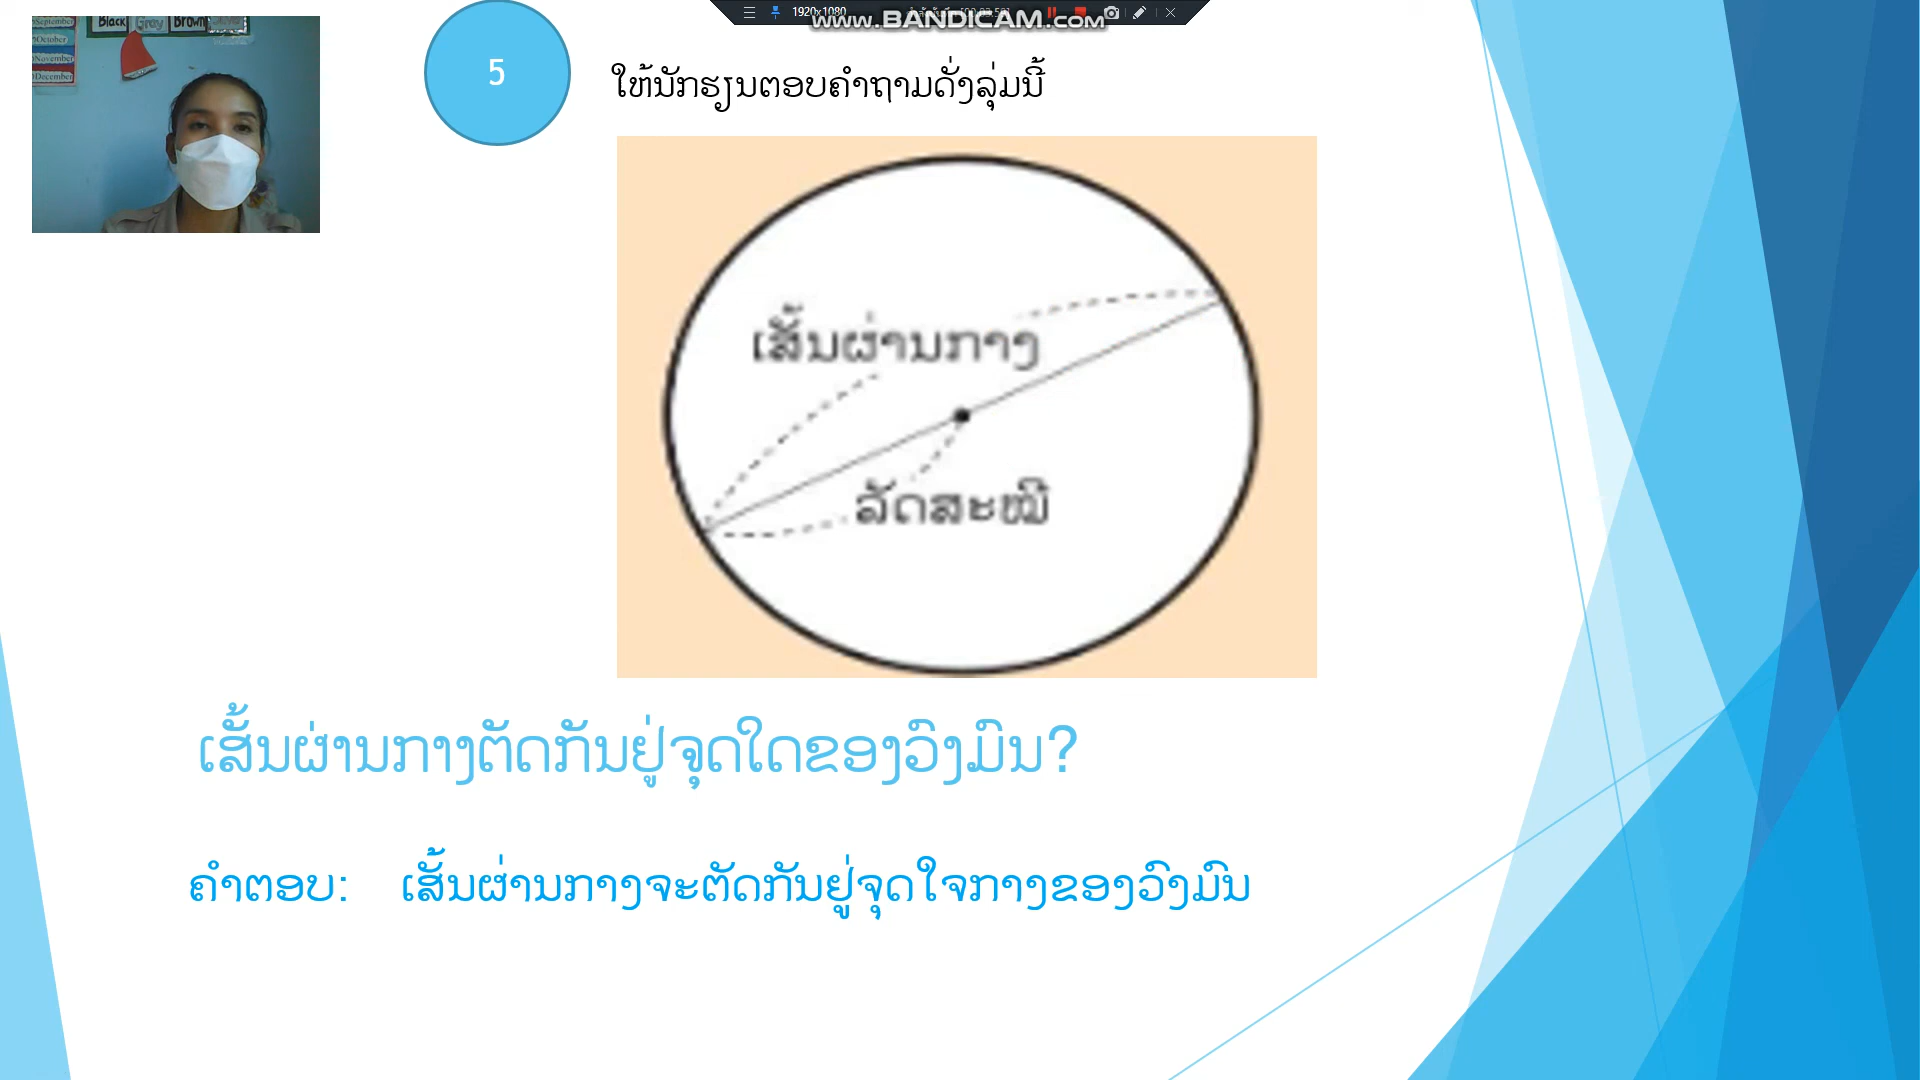 September
October
November
December
Black
Gray
Brown
1920x1080
www.BANDICAM.com
5
ໃຫ້ນັກຮຽນຕອບຄຳຖາມດັ່ງລຸ່ມນີ້
ເສັ້ນຜ່ານກາງ
ລັດສະໝີ
ເສັ້ນຜ່ານກາງຕັດກັນຢູ່ຈຸດໃດຂອງວົງມົນ?
ຄຳຕອບ: ເສັ້ນຜ່ານກາງຈະຕັດກັນຢູ່ຈຸດໃຈກາງຂອງວົງມົນ